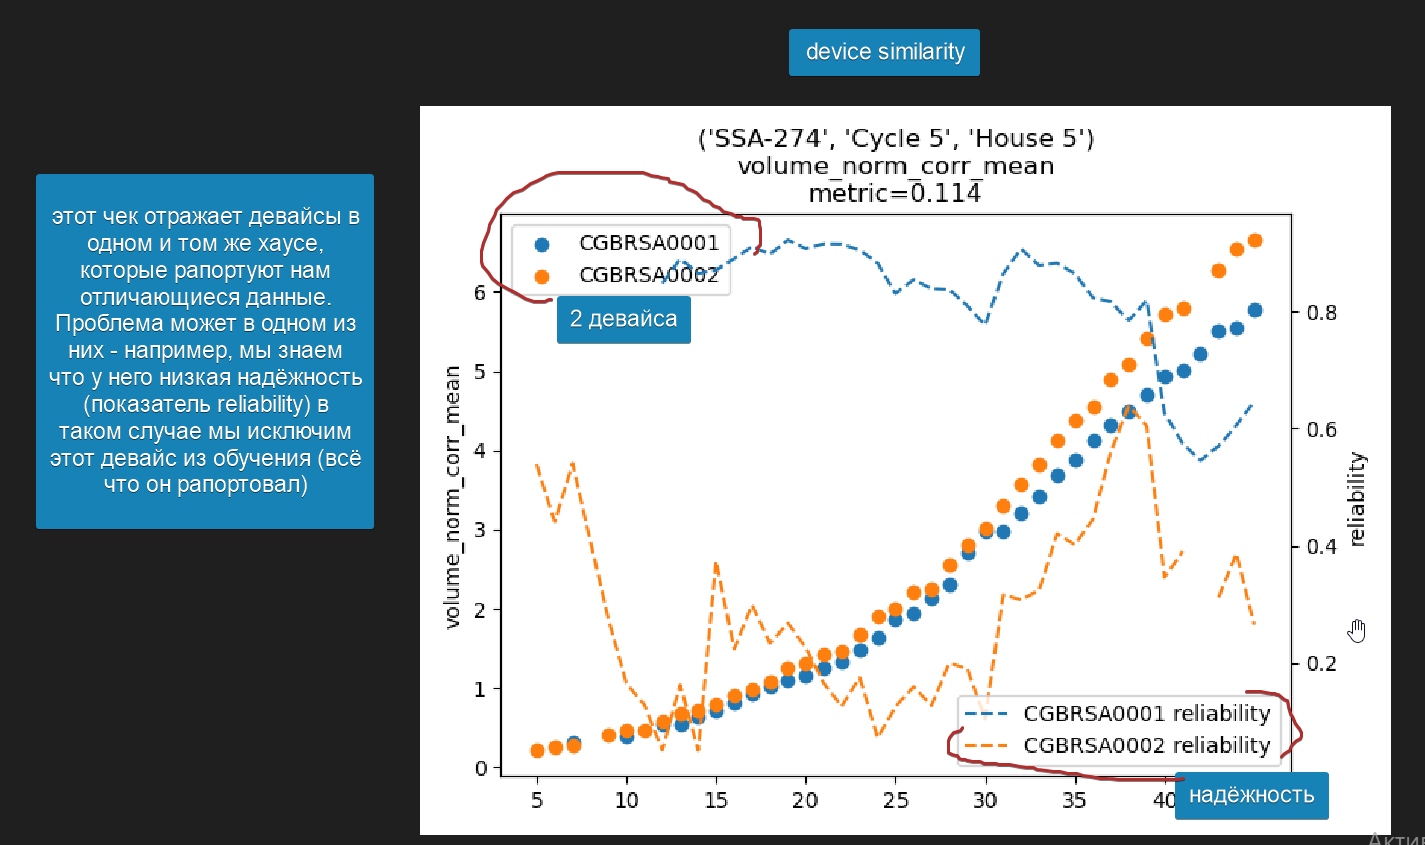 device similarity
этот чек отражает девайсы в
одном и том же хаусе,
которые рапортуют нам
отличающиеся данные.
Проблема может в одном из
них - например, мы знаем
что у него низкая надёжность
(показатель reliability) в
таком случае мы исключим
этот девайс из обучения (всё
что он рапортовал)
('SSA-274', 'Cycle 5', 'House 5')
volume_norm_corr_mean
metric=0.114
CGBRSA0001
CGBRSA0002
2 девайса
volume_norm_corr_mean
6
5
4
3
2
1
0
0.8
0.6
0.4
0.2
reliability
CGBRSA0001 reliability
CGBRSA0002 reliability
5 10 15 20 25 30 35 40
надёжность